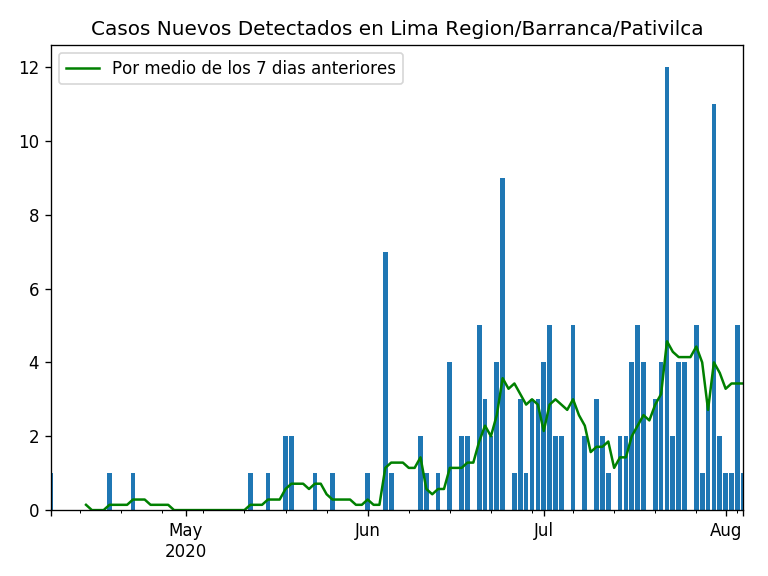 Casos Nuevos Detectados en Lima Region/Barranca/Pativilca
Por medio de los 7 dias anteriores
12
10
8
6
4
2
0
May
2020
Jun
Jul
Aug